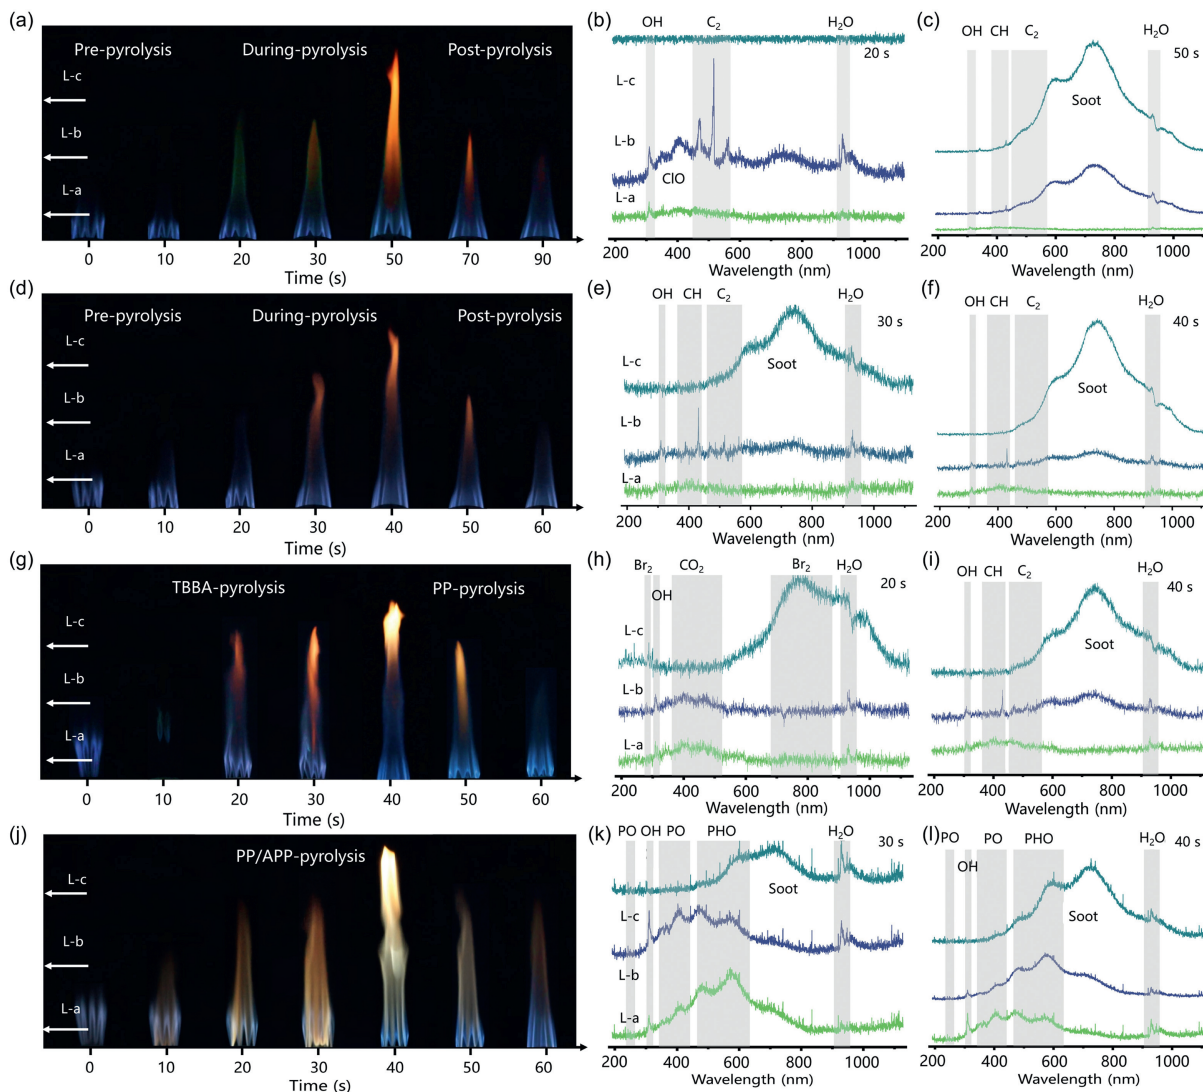 (a)
Pre-pyrolysis During-pyrolysis Post-pyrolysis
L-c
L-b
L-a
0 10 20 30 50 70 90
Time (s)
(b)
OH C₂ H₂O
20 s
L-c
L-b
ClO
L-a
200 400 600 800 1000
Wavelength (nm)
(c)
OH CH C₂ H₂O
50 s
Soot
200 400 600 800 1000
Wavelength (nm)
(d)
Pre-pyrolysis During-pyrolysis Post-pyrolysis
L-c
L-b
L-a
0 10 20 30 40 50 60
Time (s)
(e)
OH CH C₂ H₂O
30 s
L-c
Soot
L-b
L-a
200 400 600 800 1000
Wavelength (nm)
(f)
OH CH C₂ H₂O
40 s
Soot
200 400 600 800 1000
Wavelength (nm)
(g)
TBBA-pyrolysis PP-pyrolysis
L-c
L-b
L-a
0 10 20 30 40 50 60
Time (s)
(h)
Br₂ CO₂ Br₂ H₂O
OH
20 s
L-c
L-b
L-a
200 400 600 800 1000
Wavelength (nm)
(i)
OH CH C₂ H₂O
40 s
Soot
200 400 600 800 1000
Wavelength (nm)
(j)
PP/APP-pyrolysis
L-c
L-b
L-a
0 10 20 30 40 50 60
Time (s)
(k)
PO OH PO PHO H₂O
30 s
Soot
L-c
L-b
L-a
200 400 600 800 1000
Wavelength (nm)
(l)
PO PO PHO H₂O
OH
40 s
Soot
200 400 600 800 1000
Wavelength (nm)